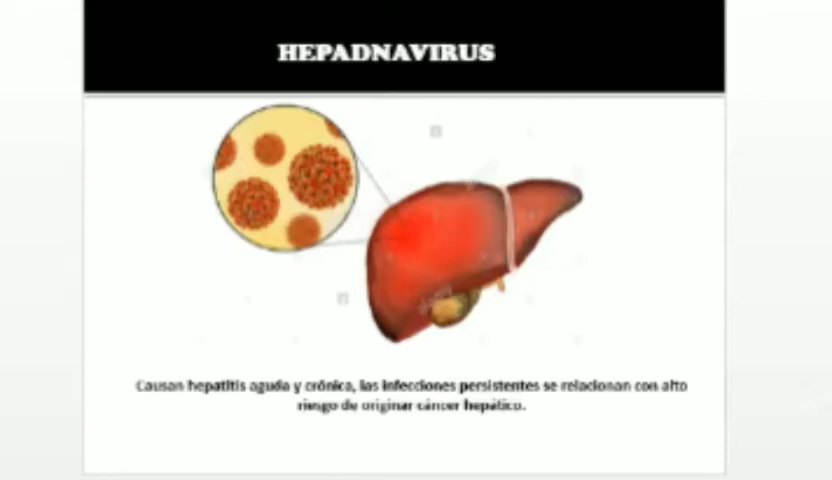 HEPADNAVIRUS
Causan hepatitis aguda y crónica, las infecciones persistentes se relacionan con alto
riesgo de originar cáncer hepático.